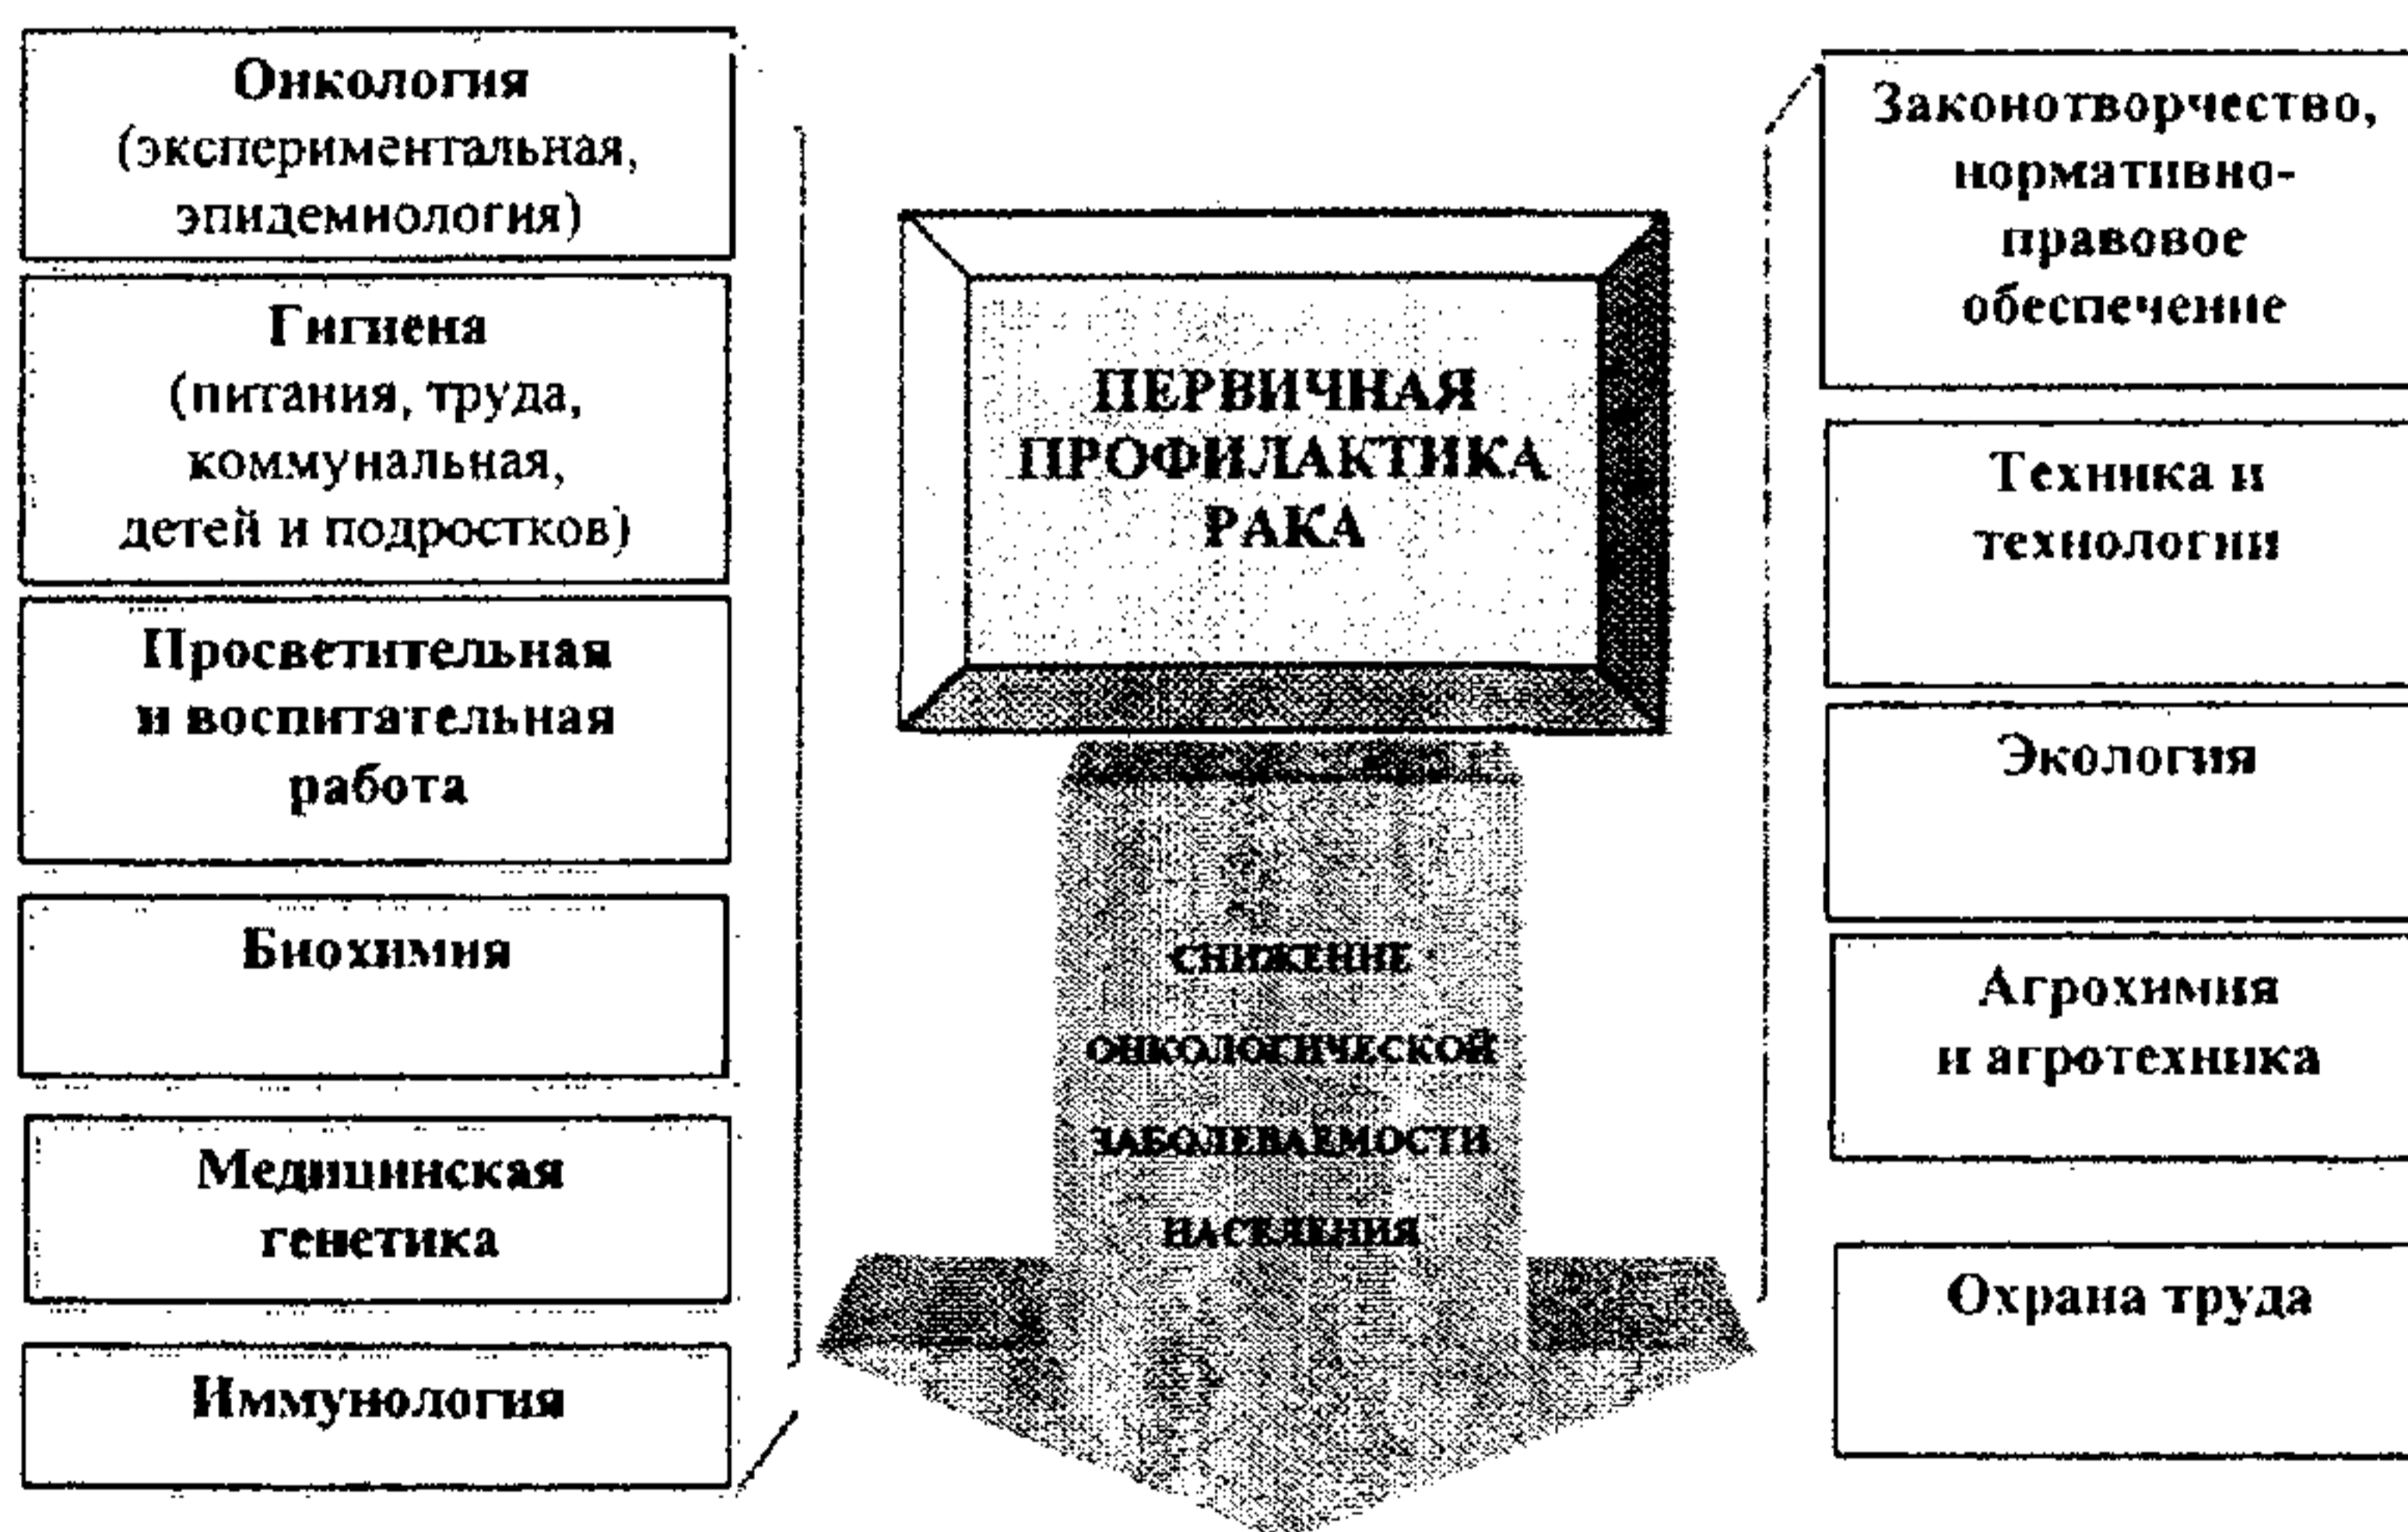 Онкология
(экспериментальная,
эпидемиология)
Гигиена
(питания, труда,
коммунальная,
детей и подростков)
Просветительная
и воспитательная
работа
Биохимия
Медицинская
генетика
Иммунология
ПЕРВИЧНАЯ
ПРОФИЛАКТИКА
РАКА
СНИЖЕНИЕ
ОНКОЛОГИЧЕСКОЙ
ЗАБОЛЕВАЕМОСТИ
НАСЕЛЕНИЯ
Законотворчество,
нормативно-
правовое
обеспечение
Техника и
технологии
Экология
Агрохимия
и агротехника
Охрана труда